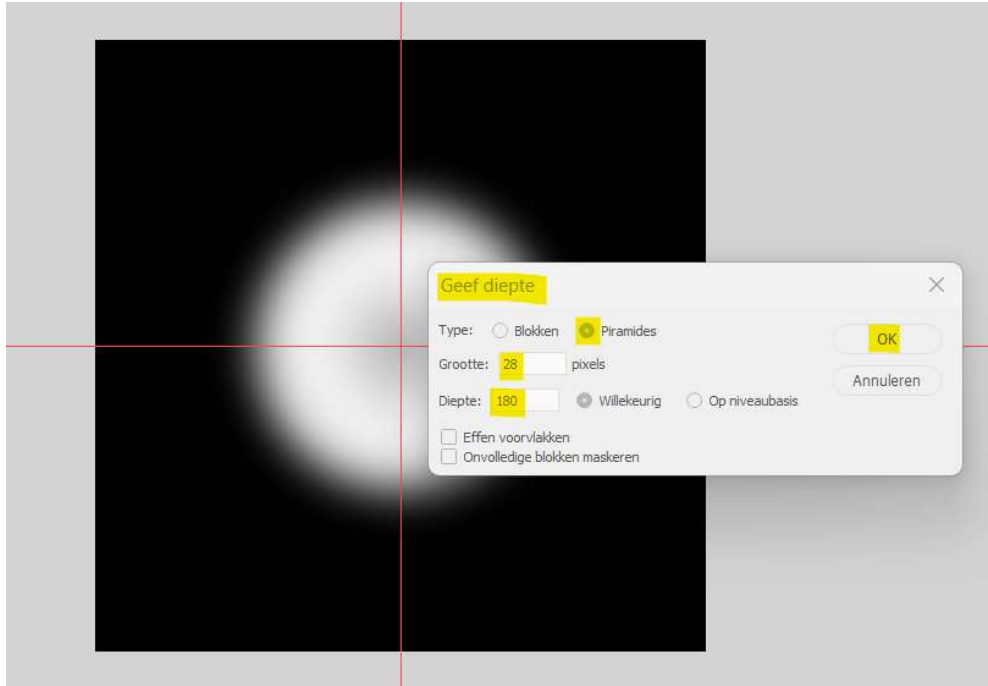 Geef diepte
Type: Blokken Piramides
OK
Grootte: 28 pixels
Annuleren
Diepte: 180 Willekeurig Op niveaubasis
Effen voorvlakken
Onvolledige blokken maskeren